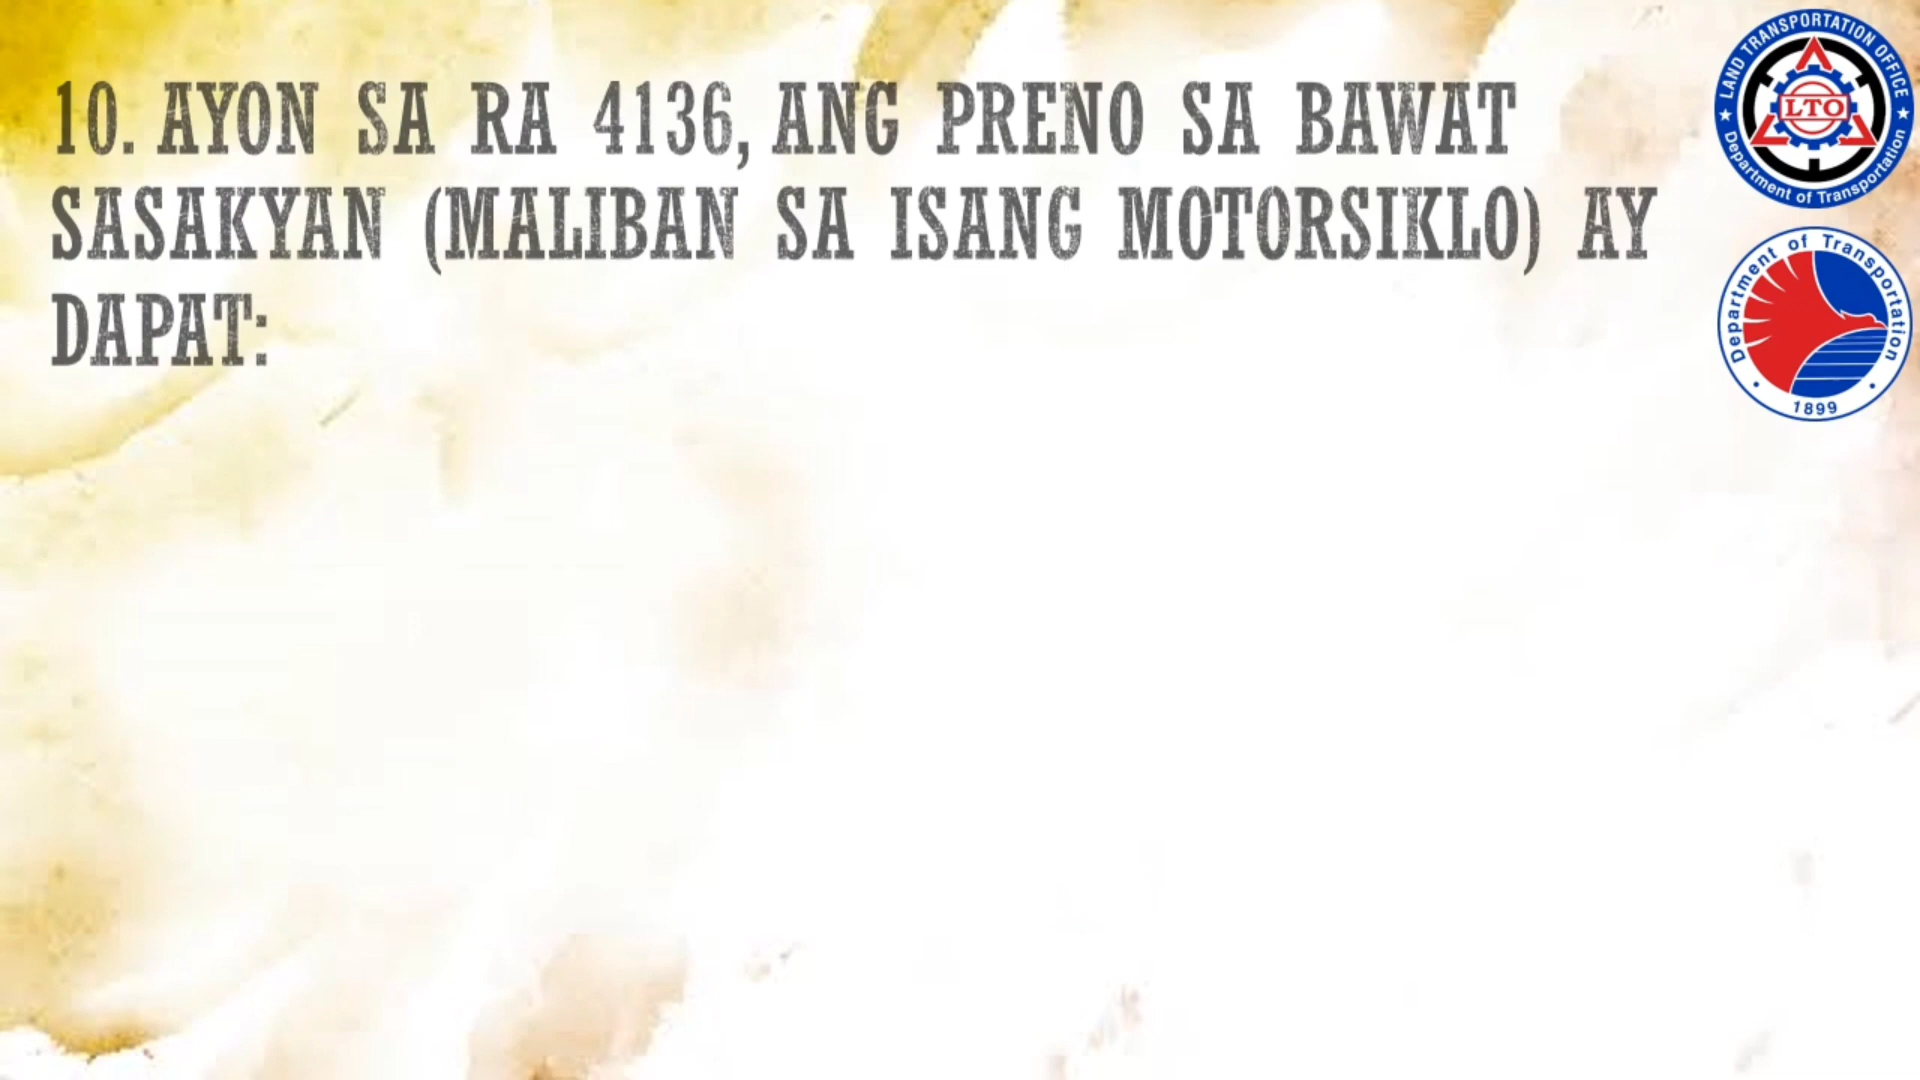 10. AYON SA RA 4136, ANG PRENO SA BAWAT
SASAKYAN (MALIBAN SA ISANG MOTORSIKLO) AY
DAPAT:
LAND TRANSPORTATION OFFICE
LTO
Department of Transportation
Department of Transportation
1899